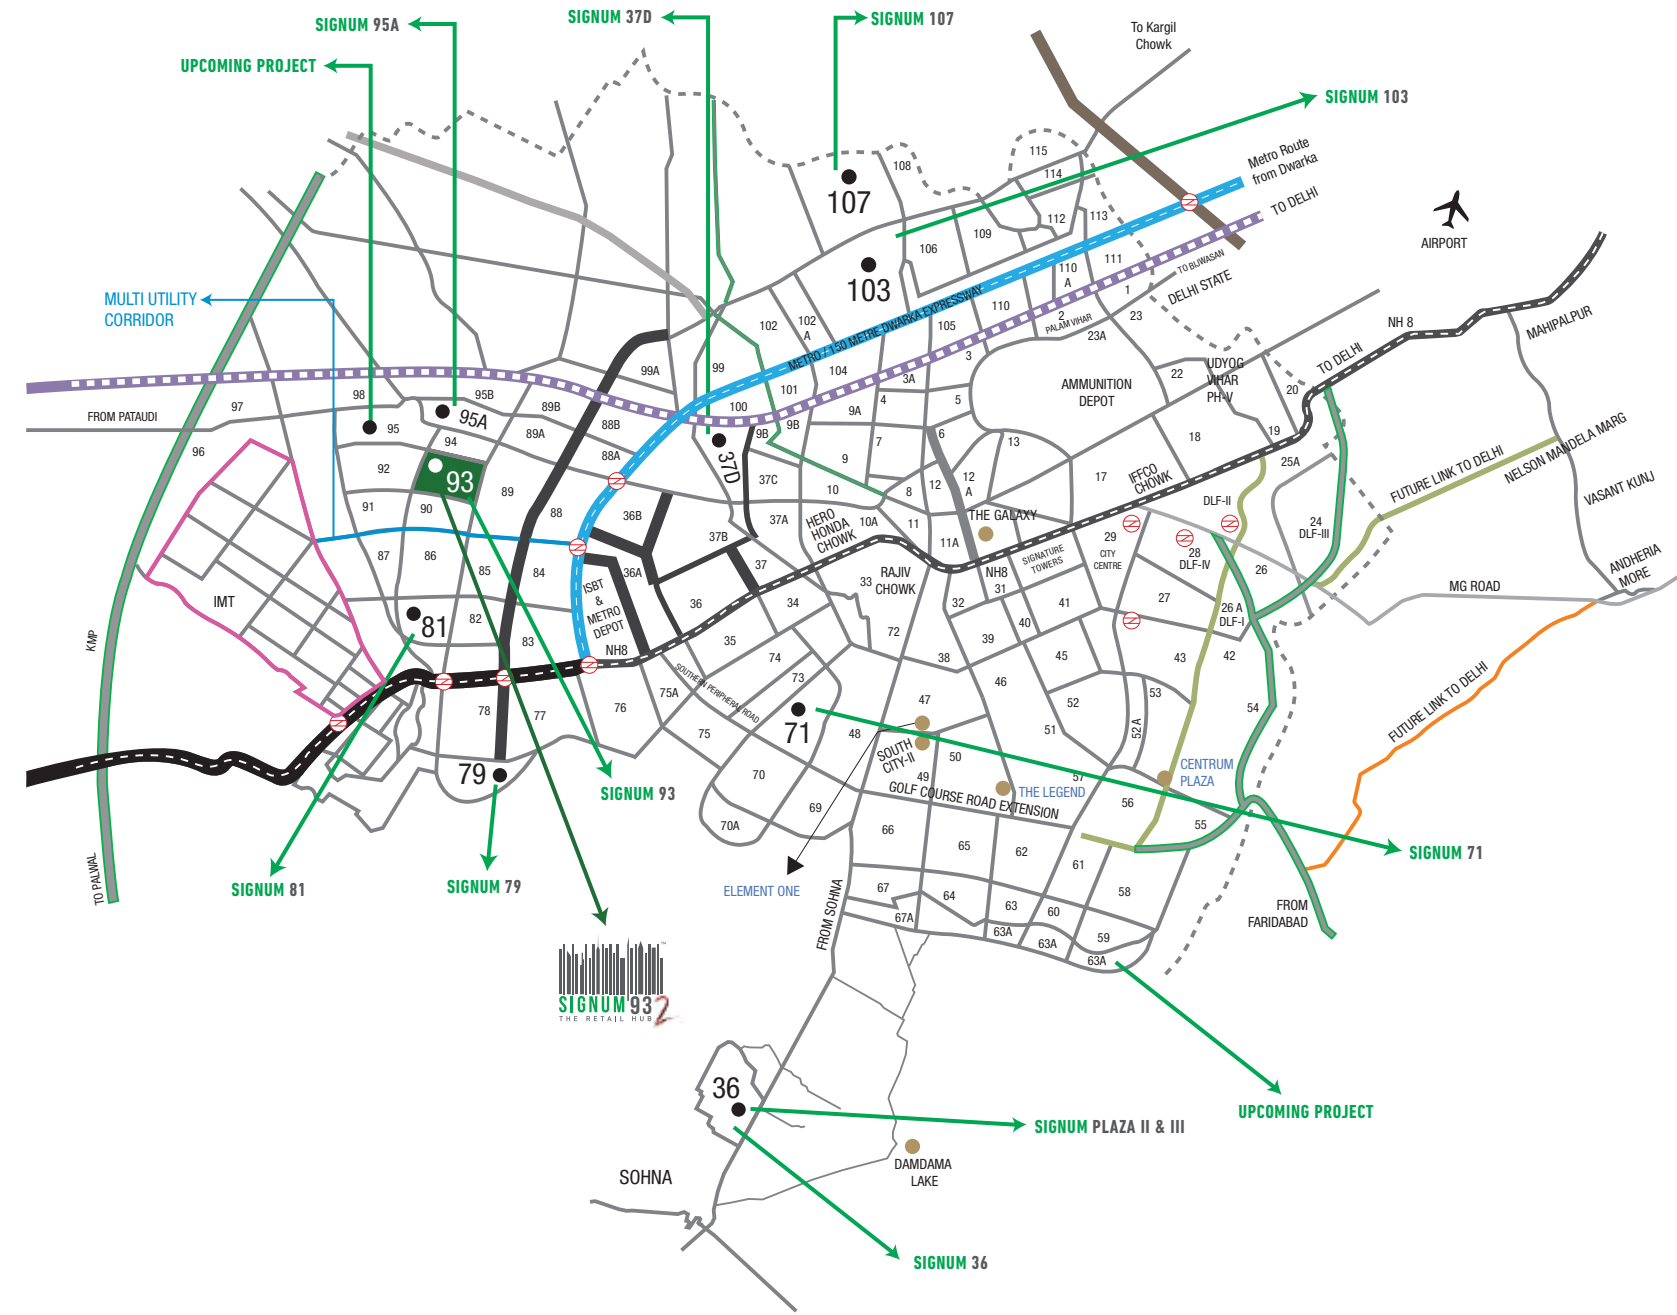 SIGNUM 95A
SIGNUM 37D
SIGNUM 107
To Kargil
Chowk
UPCOMING PROJECT
SIGNUM 103
Metro Route
from Dwarka
TO DELHI
AIRPORT
115
114
108
107
112
113
109
106
103
111
110
A
110
1
TO BIJWASAN
DELHI STATE
MULTI UTILITY
CORRIDOR
METRO / 150 METRE DWARKA EXPRESSWAY
102
102
A
105
2
PALAM VIHAR
23
23A
NH 8
MAHIPALPUR
TO DELHI
UDYOG
VIHAR
PH-V
22
20
AMMUNITION
DEPOT
99A
99
104
3
3A
101
100
4
5
9A
9B
9B
FROM PATAUDI
97
98
95B
95A
95
94
89B
89A
88B
88A
37D
7
6
13
18
19
17
IFFCO
CHOWK
25A
FUTURE LINK TO DELHI
NELSON MANDELA MARG
VASANT KUNJ
96
92
93
89
9
37C
10
8
12
12
A
91
90
88
36B
37A
HERO
HONDA
CHOWK
10A
11
THE GALAXY
DLF-II
24
DLF-III
87
86
85
84
36A
37B
37
11A
NH8
SIGNATURE
TOWERS
29
CITY
CENTRE
28
DLF-IV
26
ANDHERIA
MORE
MG ROAD
IMT
ISBT
&
METRO
DEPOT
33
RAJIV
CHOWK
31
32
41
27
26 A
DLF-I
81
82
83
NH8
36
34
35
72
40
39
38
45
43
42
KMP
74
73
SOUTHERN PERIPHERAL ROAD
75A
76
75
71
46
47
52
53
52A
51
54
FUTURE LINK TO DELHI
78
77
79
48
SOUTH
CITY-II
49
50
57
CENTRUM
PLAZA
70
70A
69
GOLF COURSE ROAD EXTENSION
THE LEGEND
56
55
SIGNUM 93
66
65
62
61
SIGNUM 71
TO PALWAL
SIGNUM 81
SIGNUM 79
ELEMENT ONE
67
67A
64
63
60
58
59
63A
63A
63A
FROM
FARIDABAD
FROM SOHNA
SIGNUM 93 2
THE RETAIL HUB
36
SIGNUM PLAZA II & III
UPCOMING PROJECT
SOHNA
DAMDAMA
LAKE
SIGNUM 36